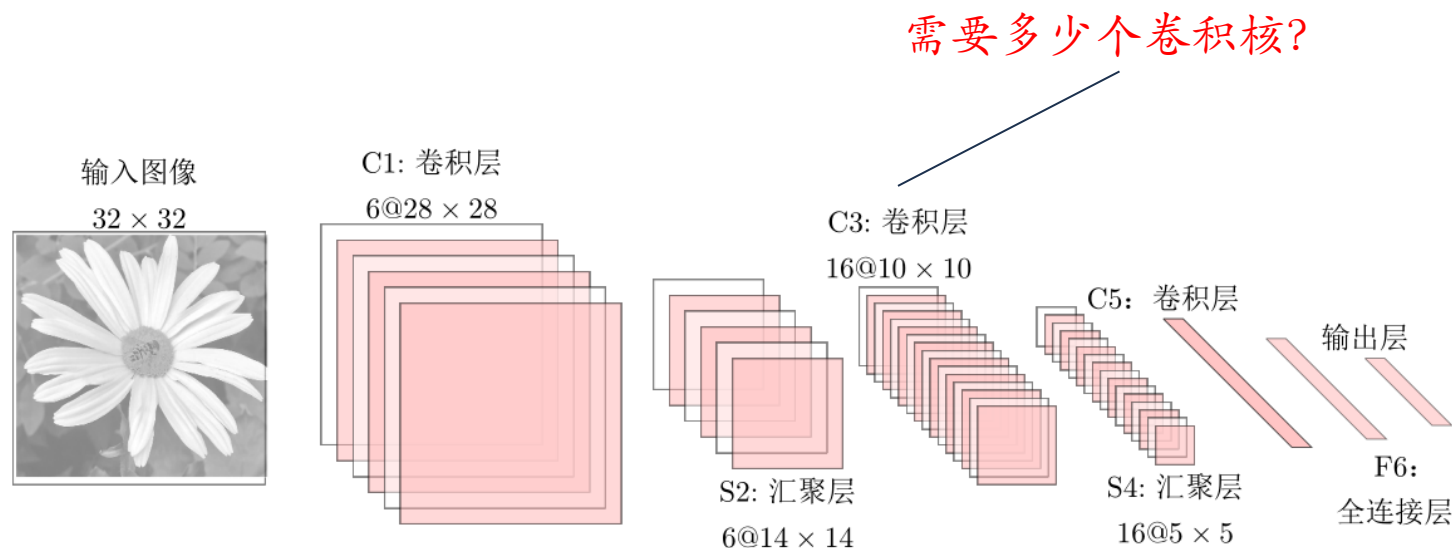 需要多少个卷积核?
输入图像
32 × 32
C1: 卷积层
6@28 × 28
S2: 汇聚层
6@14 × 14
C3: 卷积层
16@10 × 10
S4: 汇聚层
16@5 × 5
C5: 卷积层
F6:
全连接层
输出层